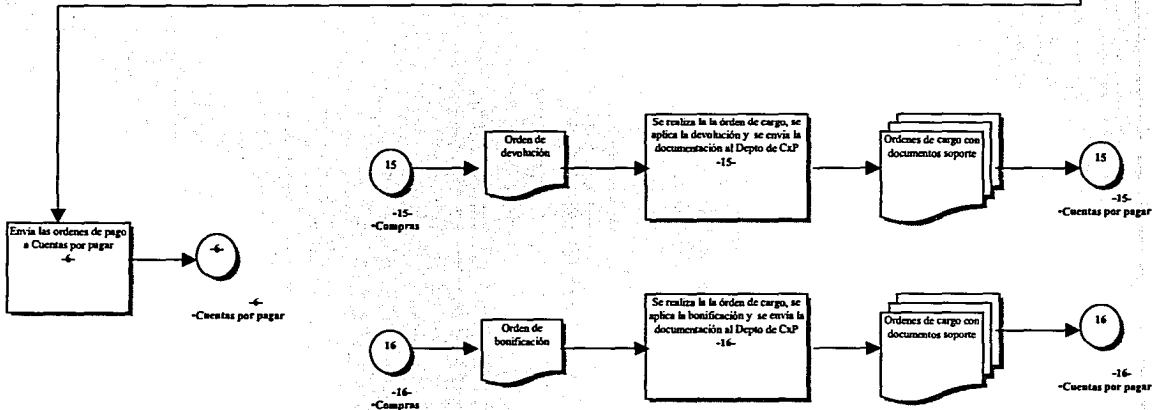 15
Orden de
devolución
Se realiza la la órden de cargo, se
aplica la devolución y se envia la
documentación al Depto de CxP
-15-
Ordenes de cargo con
documentos soporte
15
-15-
-Compras
-15-
-Cuentas por pagar
Envia las ordenes de pago
a Cuentas por pagar
-6-
-6-
-6-
-Cuentas por pagar
16
Orden de
bonificación
Se realiza la la órden de cargo, se
aplica la bonificación y se envia la
documentación al Depto de CxP
-16-
Ordenes de cargo con
documentos soporte
16
-16-
-Compras
-16-
-Cuentas por pagar